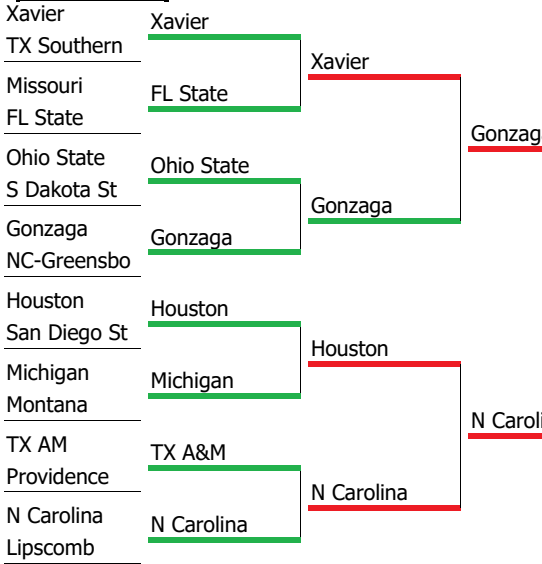 Xavier
TX Southern
Missouri
FL State
Ohio State
S Dakota St
Gonzaga
NC-Greensbo
Houston
San Diego St
Michigan
Montana
TX AM
Providence
N Carolina
Lipscomb
Xavier
FL State
Ohio State
Gonzaga
Houston
Michigan
TX A&M
N Carolina
Xavier
Gonzaga
Houston
N Carolina
Gonzag
N Caroli